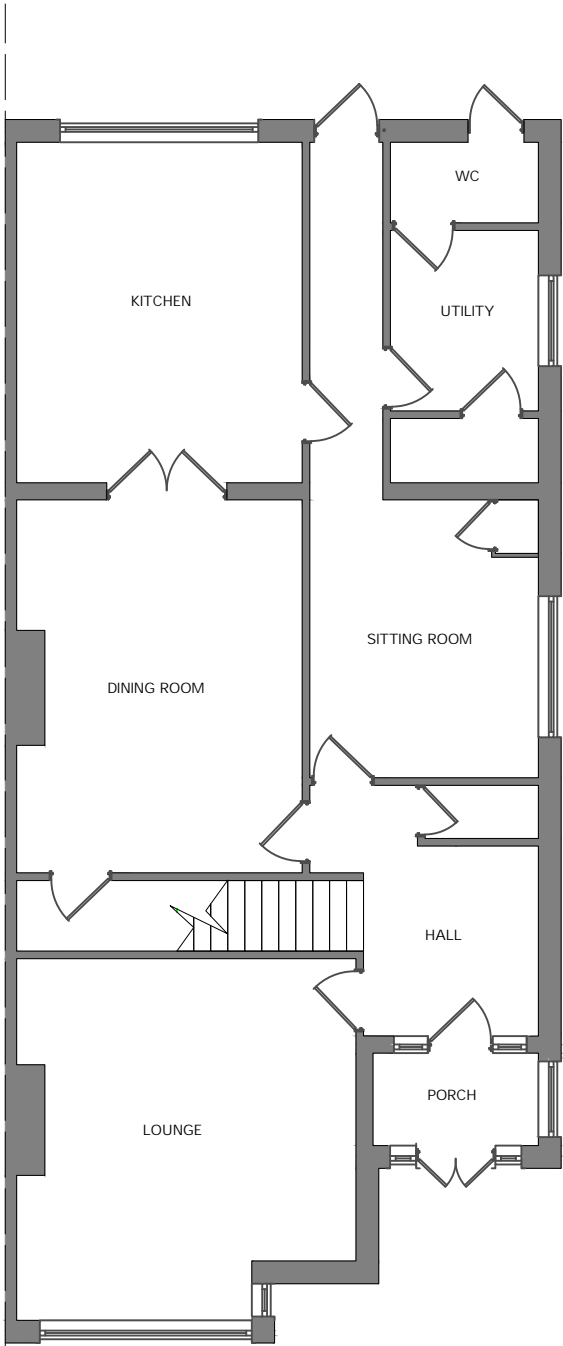 WC
KITCHEN
UTILITY
SITTING ROOM
DINING ROOM
HALL
PORCH
LOUNGE